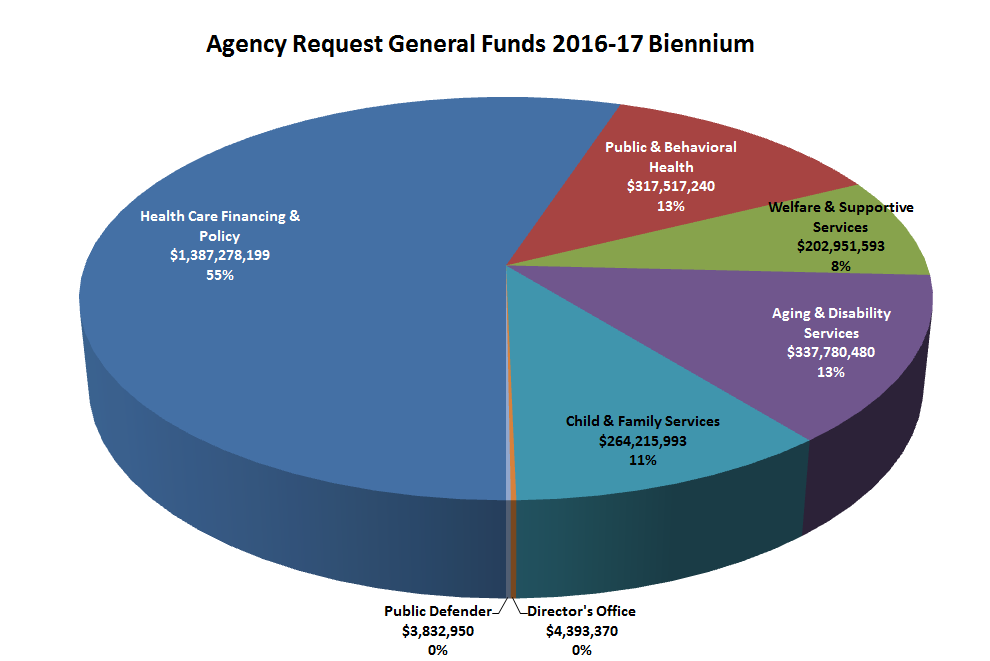 Agency Request General Funds 2016-17 Biennium
Public & Behavioral
Health
$317,517,240
13%
Health Care Financing &
Policy
$1,387,278,199
55%
Welfare & Supportive
Services
$202,951,593
8%
Aging & Disability
Services
$337,780,480
13%
Child & Family Services
$264,215,993
11%
Public Defender
$3,832,950
0%
Director's Office
$4,393,370
0%